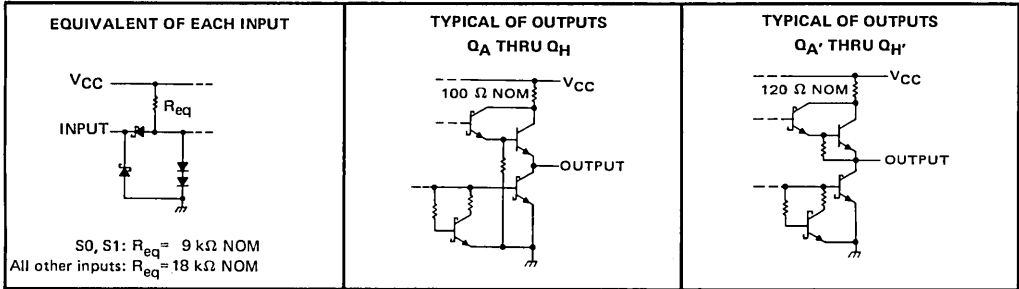 EQUIVALENT OF EACH INPUT
VCC
Req
INPUT
S0, S1: Req= 9 kΩ NOM
All other inputs: Req= 18 kΩ NOM
TYPICAL OF OUTPUTS
QA THRU QH
VCC
100 Ω NOM
OUTPUT
TYPICAL OF OUTPUTS
QA' THRU QH'
VCC
120 Ω NOM
OUTPUT